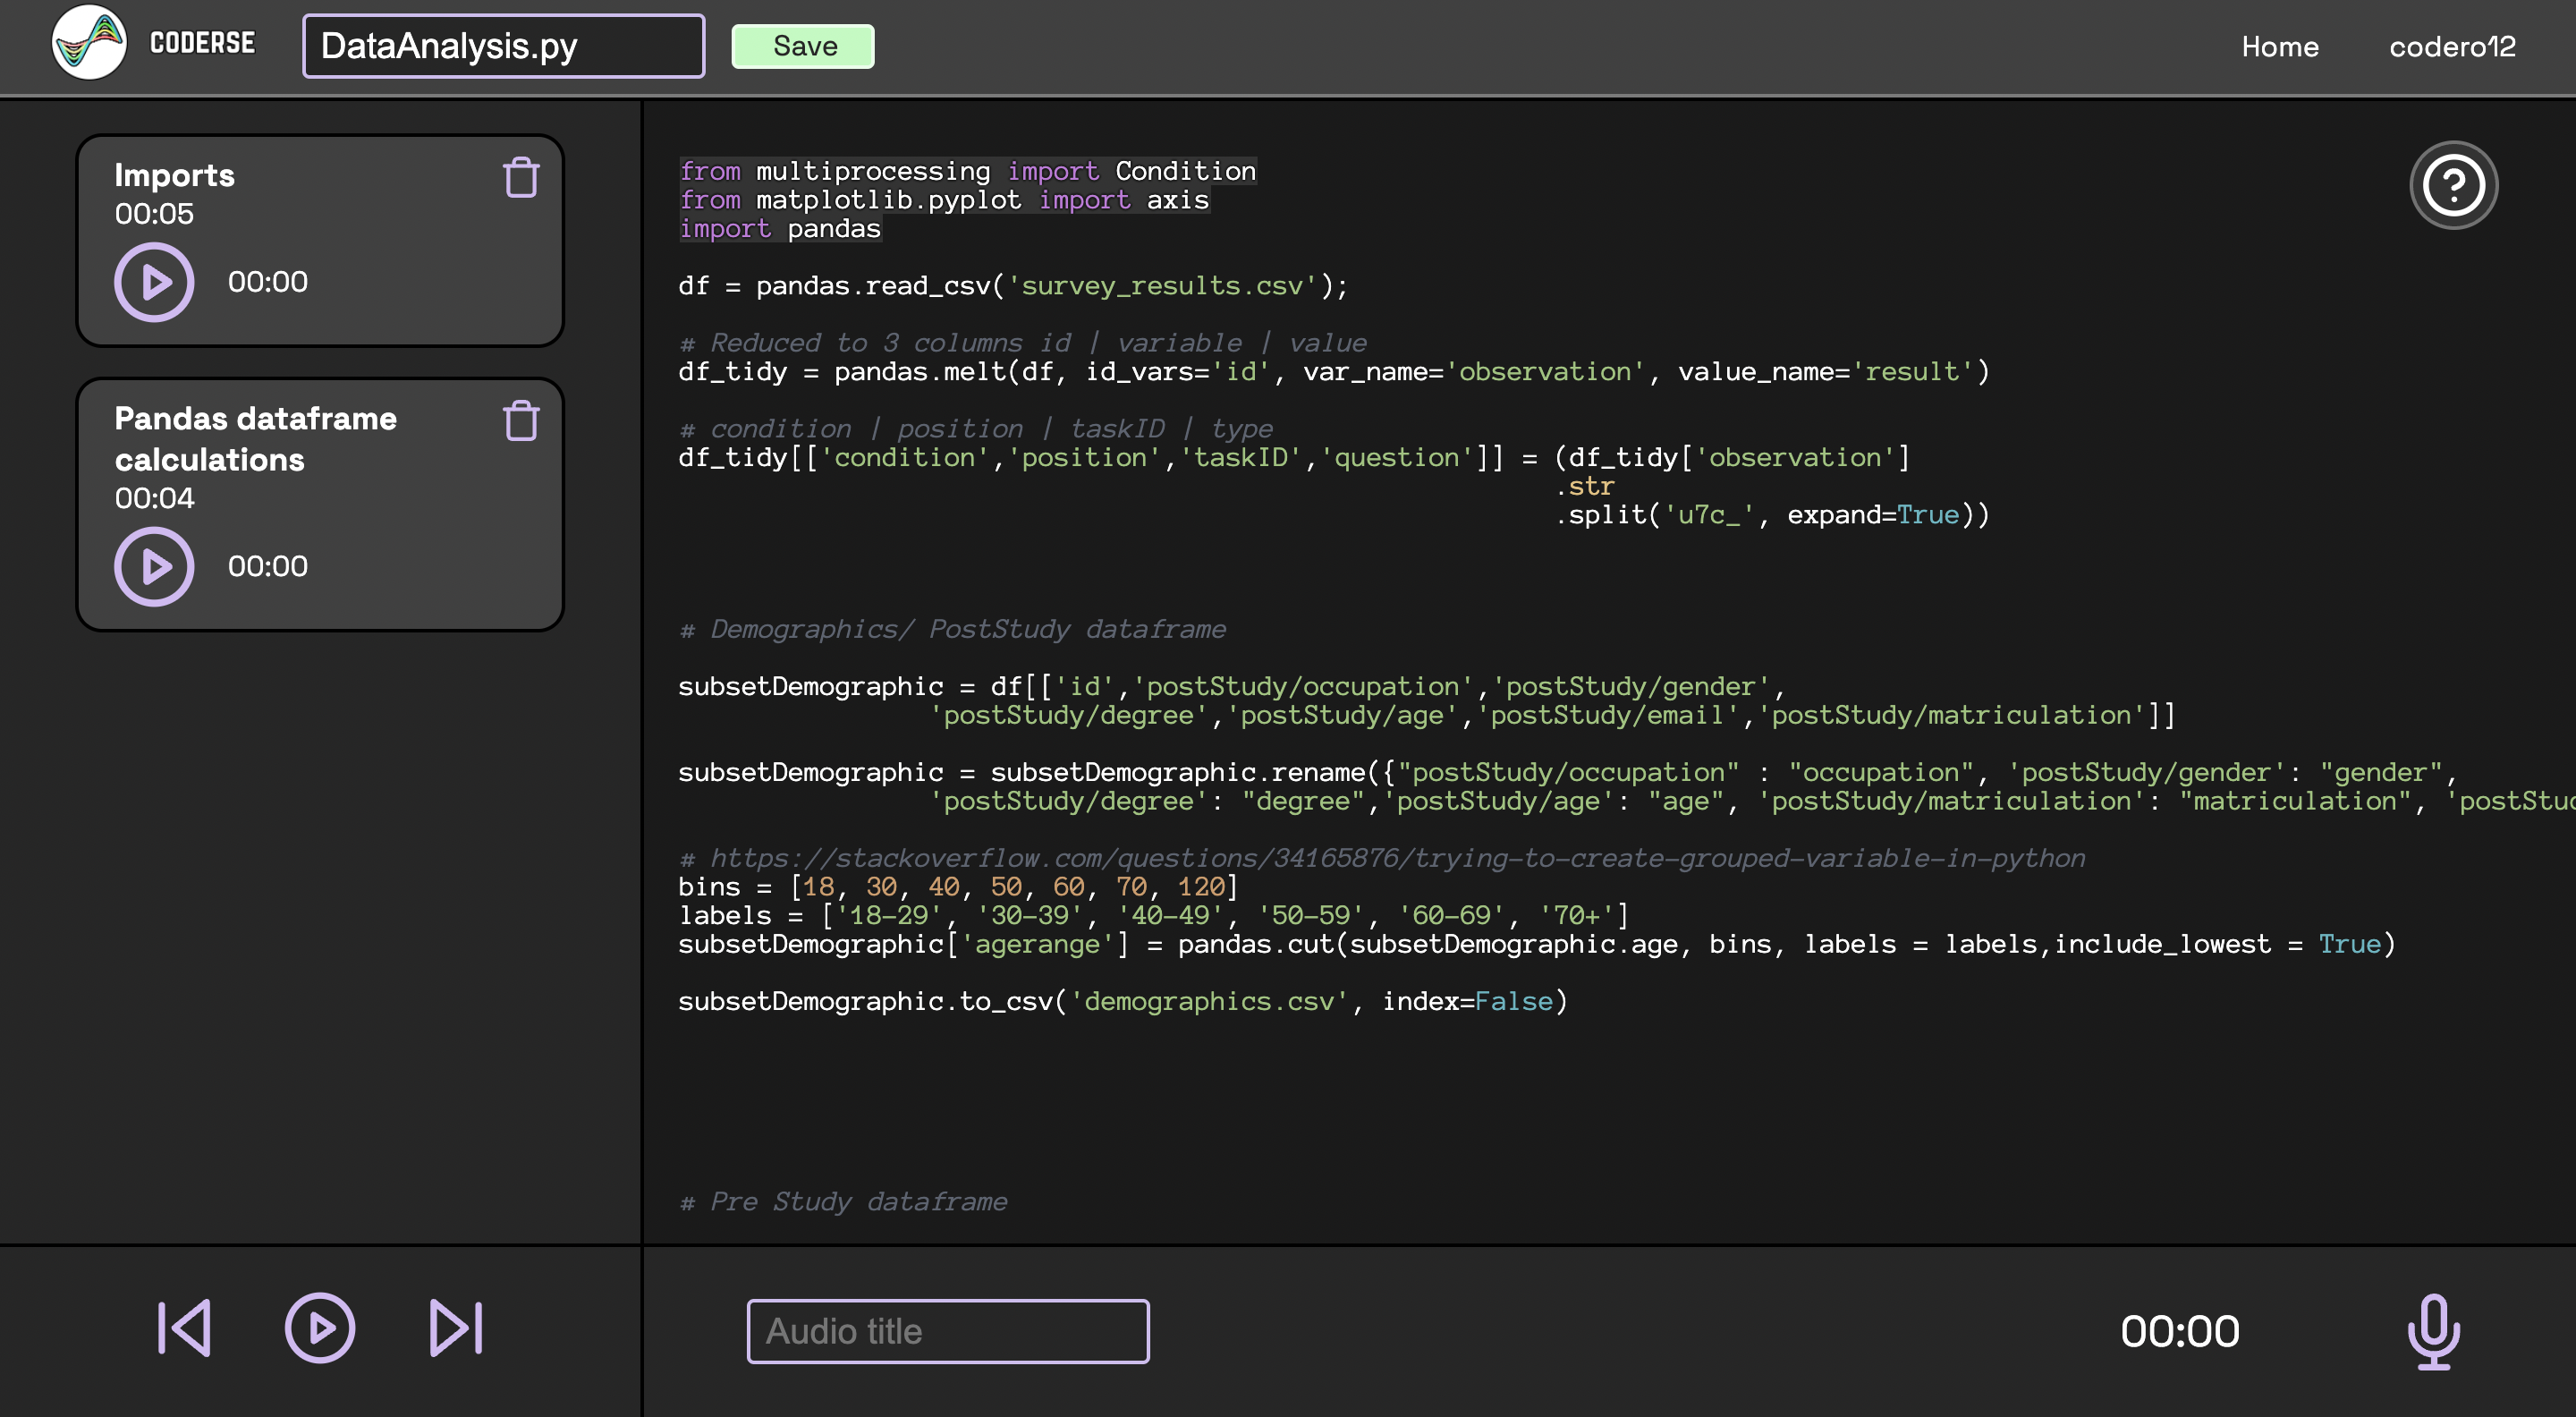 CODERSE
DataAnalysis.py
Save
Home
codero12
Imports
00:05
00:00
Pandas dataframe
calculations
00:04
00:00
from multiprocessing import Condition
from matplotlib.pyplot import axis
import pandas
df = pandas.read_csv('survey_results.csv');
# Reduced to 3 columns id | variable | value
df_tidy = pandas.melt(df, id_vars='id', var_name='observation', value_name='result')
# condition | position | taskID | type
df_tidy[['condition','position','taskID','question']] = (df_tidy['observation']
.str
.split('u7c_', expand=True))
# Demographics/ PostStudy dataframe
subsetDemographic = df[['id','postStudy/occupation','postStudy/gender',
'postStudy/degree','postStudy/age','postStudy/email','postStudy/matriculation']]
subsetDemographic = subsetDemographic.rename({"postStudy/occupation" : "occupation", 'postStudy/gender': "gender",
'postStudy/degree': "degree",'postStudy/age': "age", 'postStudy/matriculation': "matriculation", 'postStu
# https://stackoverflow.com/questions/34165876/trying-to-create-grouped-variable-in-python
bins = [18, 30, 40, 50, 60, 70, 120]
labels = ['18-29', '30-39', '40-49', '50-59', '60-69', '70+']
subsetDemographic['agerange'] = pandas.cut(subsetDemographic.age, bins, labels = labels,include_lowest = True)
subsetDemographic.to_csv('demographics.csv', index=False)
# Pre Study dataframe
Audio title
00:00